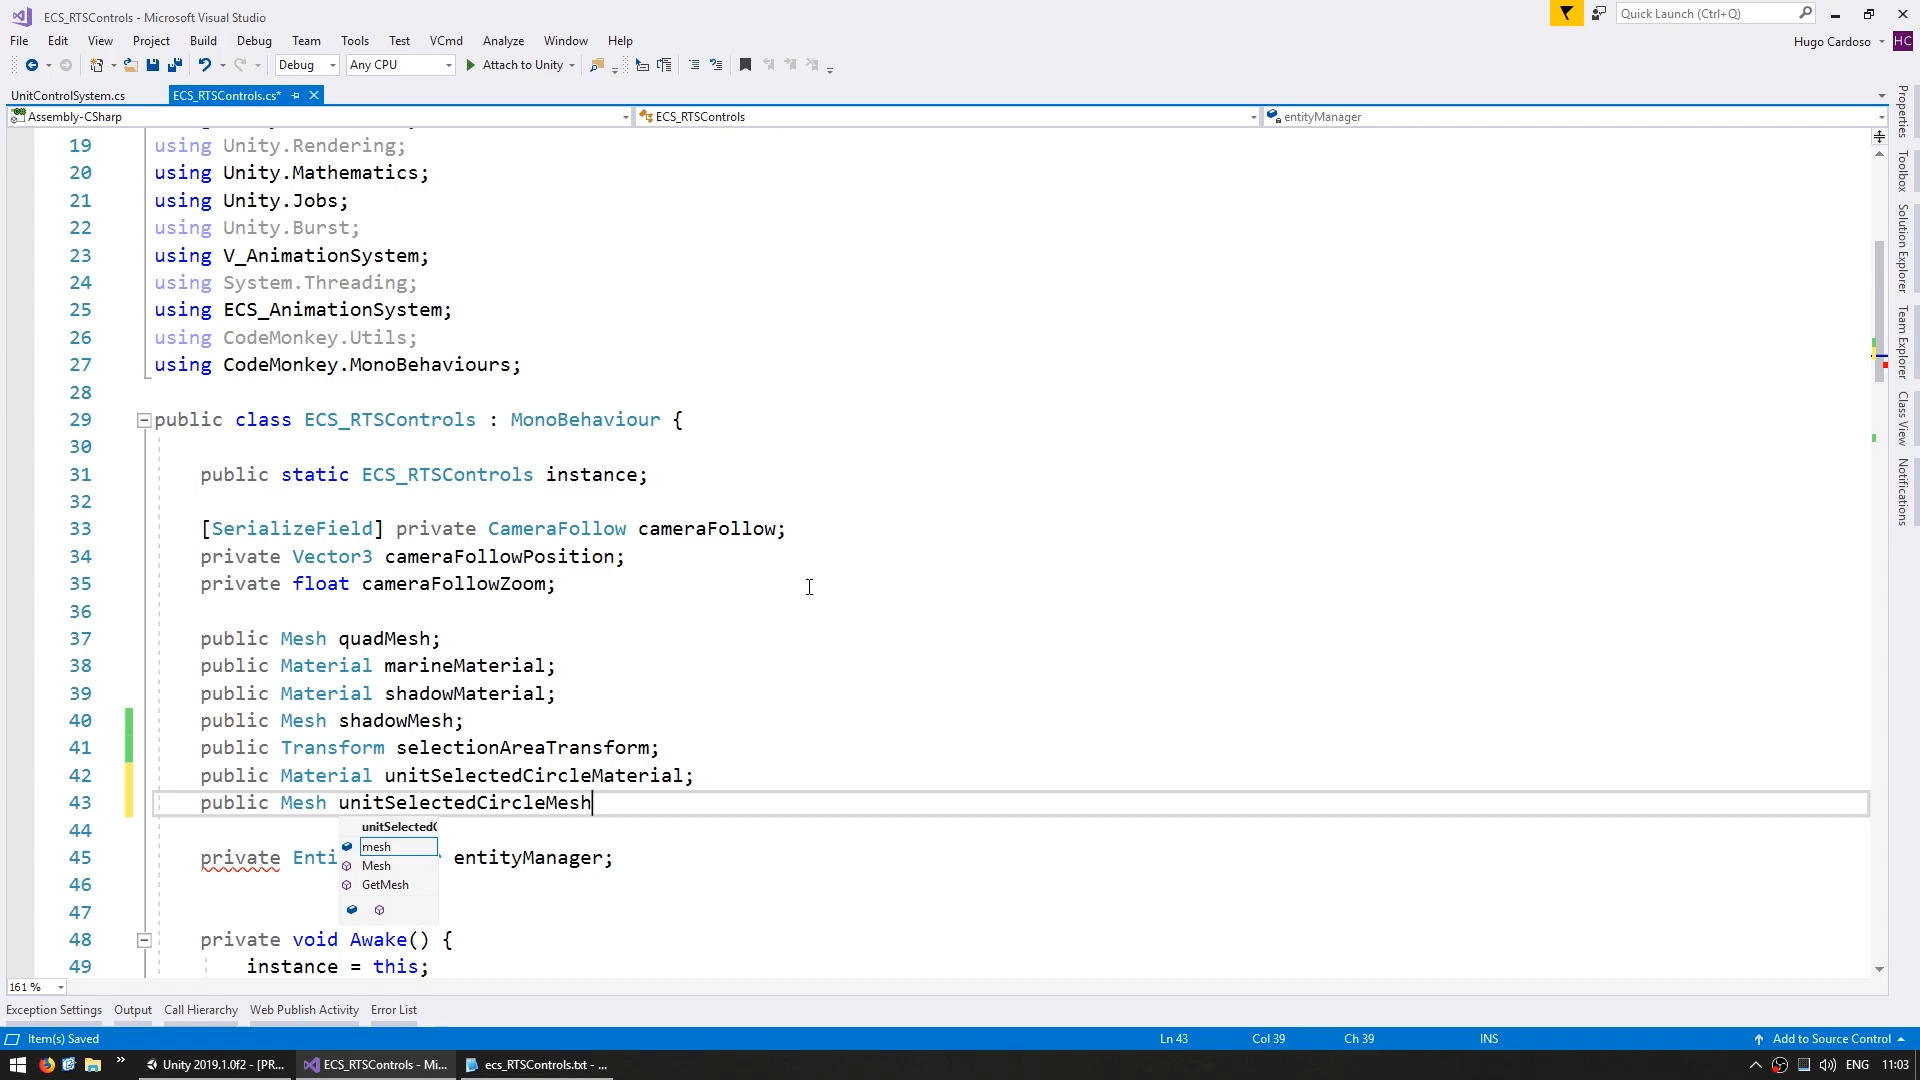 ECS_RTSControls - Microsoft Visual Studio
Quick Launch (Ctrl+Q)
File Edit View Project Build Debug Team Tools Test VCmd Analyze Window Help
Hugo Cardoso HC
Debug Any CPU Attach to Unity
UnitControlSystem.cs ECS_RTSControls.cs*
Assembly-CSharp ECS_RTSControls entityManager
19 using Unity.Rendering;
20 using Unity.Mathematics;
21 using Unity.Jobs;
22 using Unity.Burst;
23 using V_AnimationSystem;
24 using System.Threading;
25 using ECS_AnimationSystem;
26 using CodeMonkey.Utils;
27 using CodeMonkey.MonoBehaviours;
28
29 public class ECS_RTSControls : MonoBehaviour {
30
31 public static ECS_RTSControls instance;
32
33 [SerializeField] private CameraFollow cameraFollow;
34 private Vector3 cameraFollowPosition;
35 private float cameraFollowZoom;
36
37 public Mesh quadMesh;
38 public Material marineMaterial;
39 public Material shadowMaterial;
40 public Mesh shadowMesh;
41 public Transform selectionAreaTransform;
42 public Material unitSelectedCircleMaterial;
43 public Mesh unitSelectedCircleMesh
44
unitSelectedC
mesh
45 private Enti entityManager;
Mesh
46
GetMesh
47
48 private void Awake() {
49 instance = this;
161 %
Exception Settings Output Call Hierarchy Web Publish Activity Error List
Item(s) Saved Ln 43 Col 39 Ch 39 INS Add to Source Control
Unity 2019.1.0f2 - [PR... ECS_RTSControls - Mi... ecs_RTSControls.txt - ... ENG 11:03
Properties
Toolbox
Solution Explorer
Team Explorer
Class View
Notifications